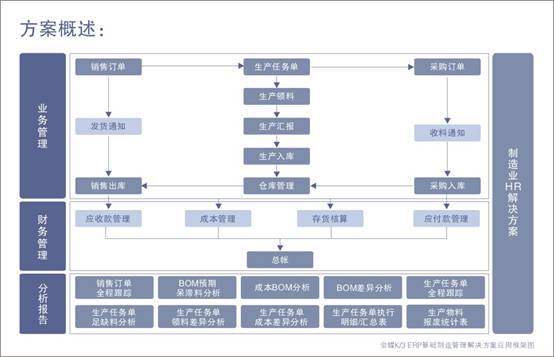 方案概述：
业务管理
销售订单
生产任务单
采购订单
生产领料
发货通知
生产汇报
收料通知
生产入库
销售出库
仓库管理
采购入库
财务管理
应收款管理
成本管理
存货核算
应付款管理
总帐
分析报告
销售订单
全程跟踪
BOM预期
呆滞料分析
成本BOM分析
BOM差异分析
生产任务单
全程跟踪
生产任务单
足缺料分析
生产任务单
领料差异分析
生产任务单
成本差异分析
生产任务单执行
明细/汇总表
生产物料
报废统计表
制造业HR解决方案
金蝶K/3 ERP基础制造管理解决方案应用框架图